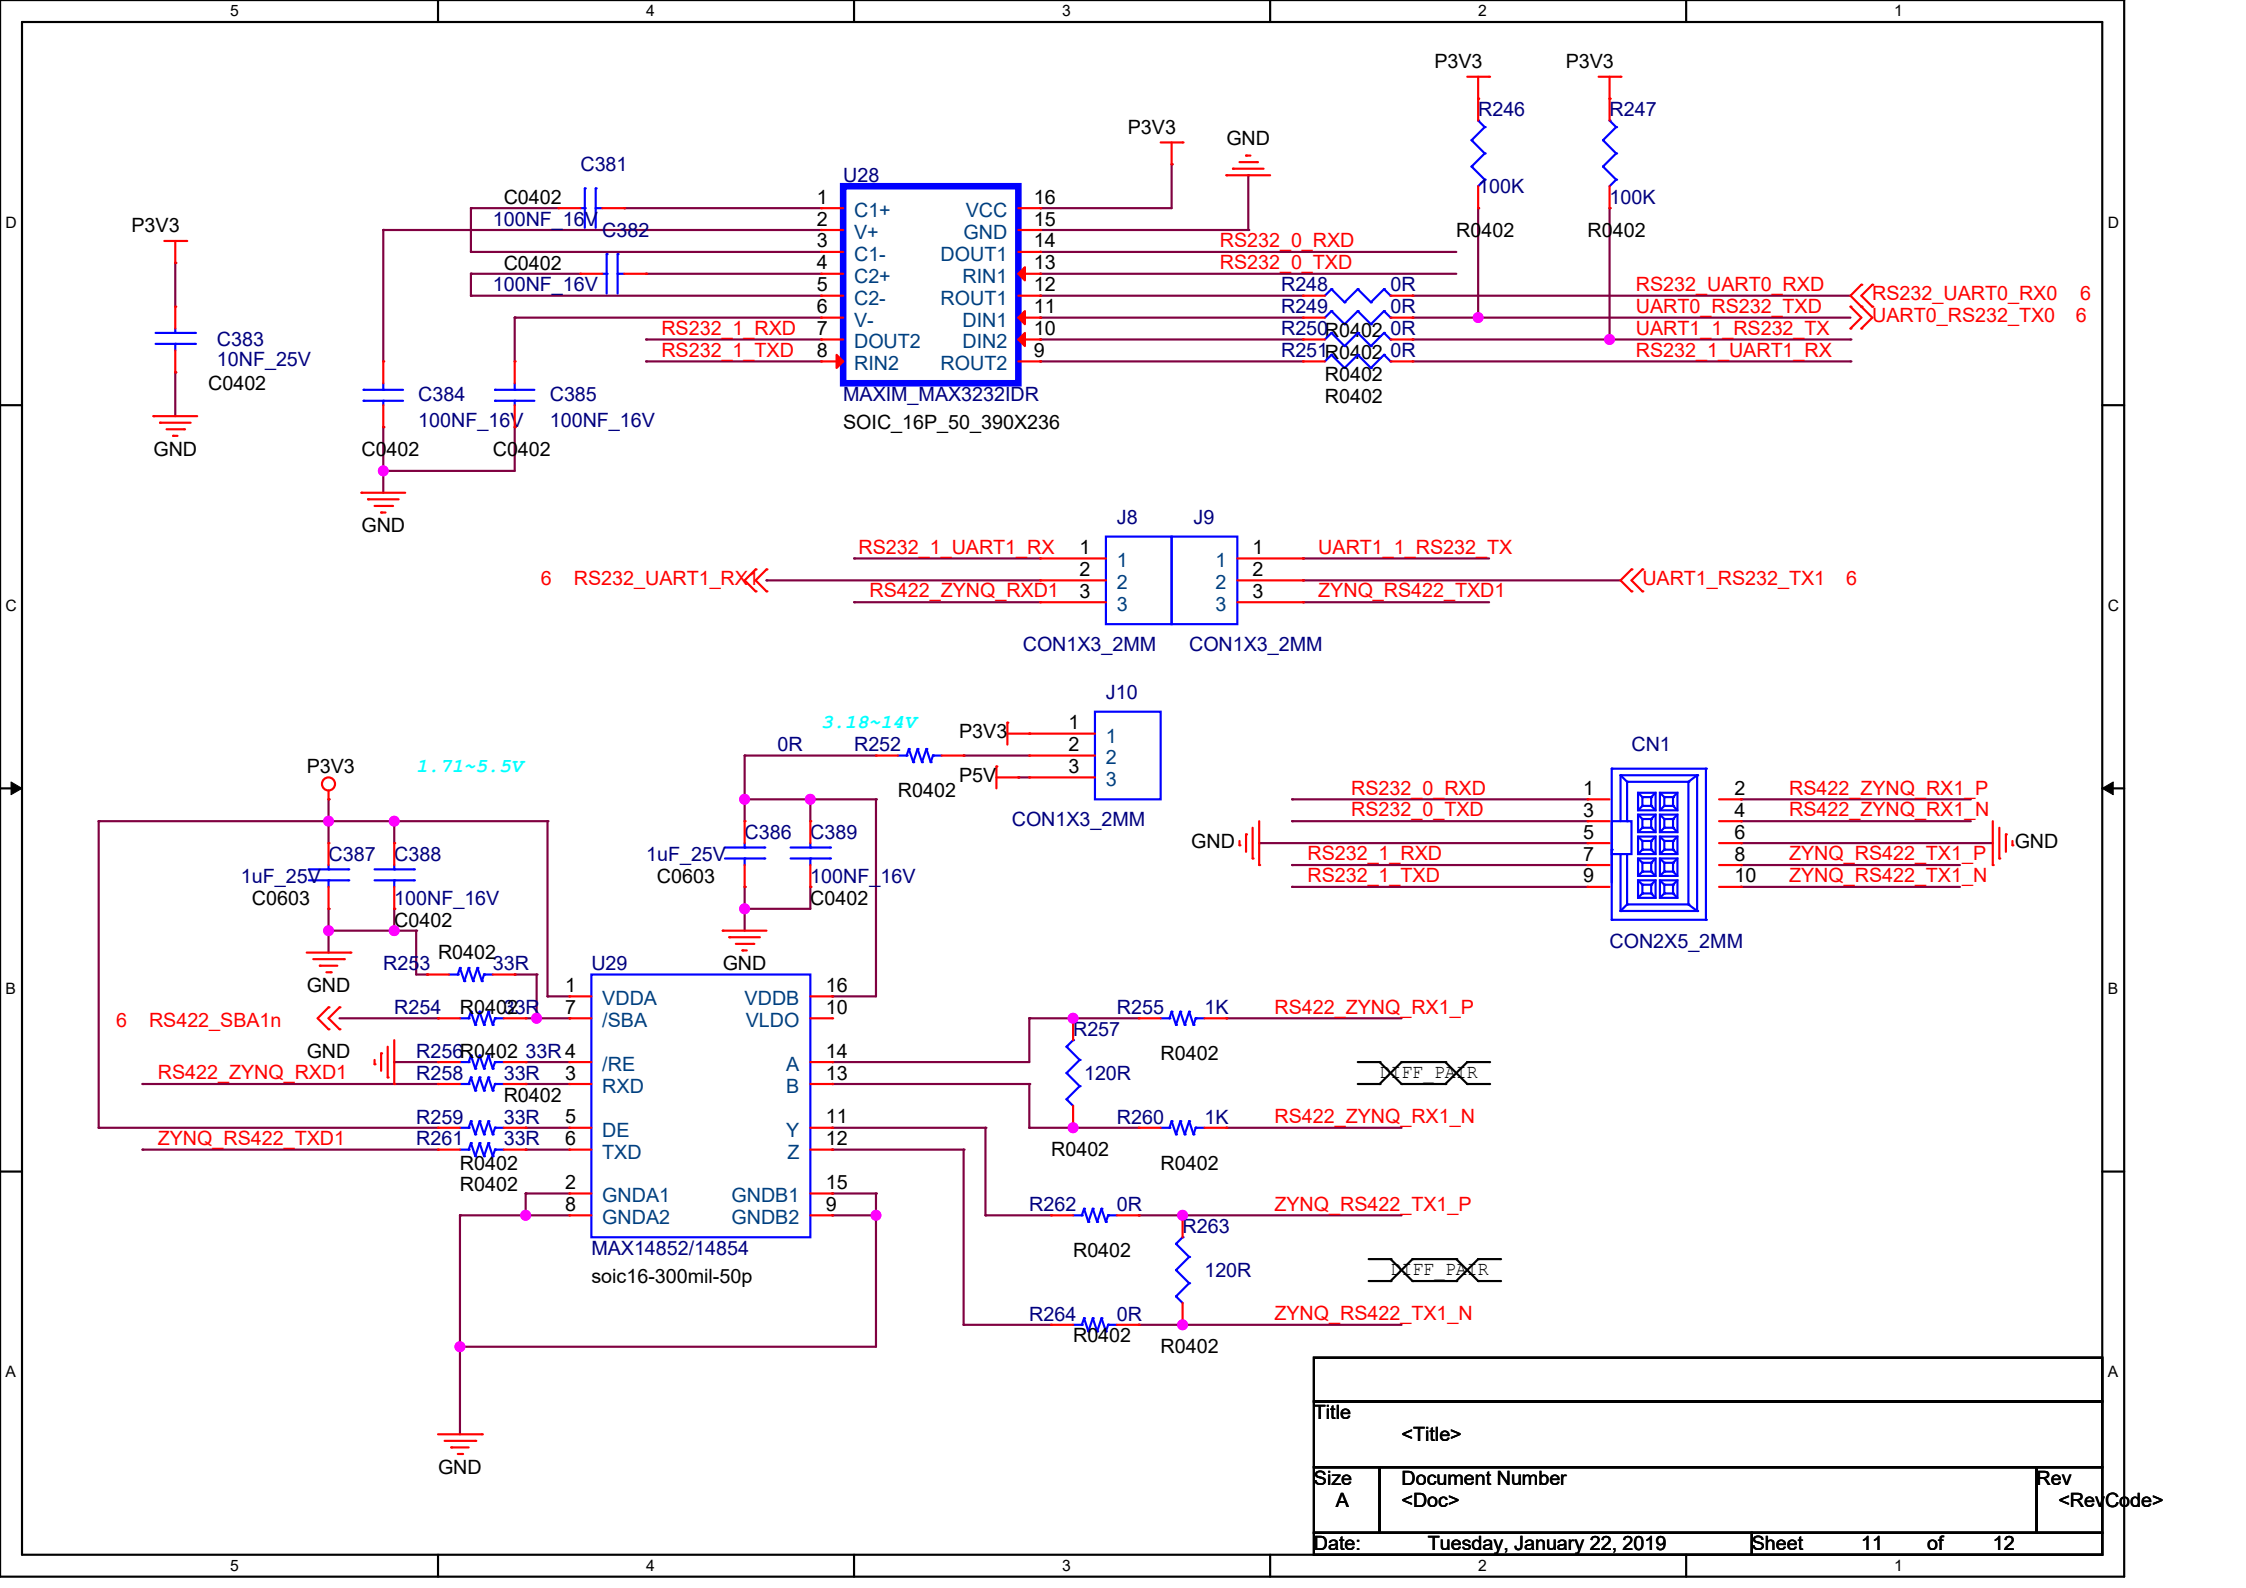 5 4 3 2 1
D
C
B
A
D
C
B
A
P3V3
C383
10NF_25V
C0402
GND
C381
C0402
100NF_16V
C382
C0402
100NF_16V
C384
100NF_16V
C0402
C385
100NF_16V
C0402
GND
U28
1 C1+
2 V+
3 C1-
4 C2+
5 C2-
6 V-
RS232_1_RXD 7 DOUT2
RS232_1_TXD 8 RIN2
VCC 16
GND 15
DOUT1 14 RS232_0_RXD
RIN1 13 RS232_0_TXD
ROUT1 12 R248 0R RS232_UART0_RXD RS232_UART0_RX0 6
DIN1 11 R249 UART0_RS232_TXD UART0_RS232_TX0 6
DIN2 10 R250 R0402 0R UART1_1_RS232_TX
ROUT2 9 R251 R0402 0R RS232_1_UART1_RX
R0402
R0402
MAXIM_MAX3232IDR
SOIC_16P_50_390X236
P3V3
GND
P3V3
R246
100K
R0402
P3V3
R247
100K
R0402
J8 J9
RS232_1_UART1_RX 1 1 1 1 UART1_1_RS232_TX
6 RS232_UART1_RX1 2 2 2 2 UART1_RS232_TX1 6
RS422_ZYNQ_RXD1 3 3 3 3 ZYNQ_RS422_TXD1
CON1X3_2MM CON1X3_2MM
J10
3.18~14V
P3V3 1 1
0R R252 2 2
R0402
P5V 3 3
CON1X3_2MM
P3V3
1.71~5.5V
C387
1uF_25V
C0603
C388
100NF_16V
C0402
GND
C386
1uF_25V
C0603
C389
100NF_16V
C0402
GND
CN1
RS232_0_RXD 1 2 RS422_ZYNQ_RX1_P
RS232_0_TXD 3 4 RS422_ZYNQ_RX1_N
GND 5 6 GND
RS232_1_RXD 7 8 ZYNQ_RS422_TX1_P
RS232_1_TXD 9 10 ZYNQ_RS422_TX1_N
CON2X5_2MM
R0402
R253 33R
U29
1 VDDA
6 RS422_SBA1n R254 R0402 33R 7 /SBA
GND R256 R0402 33R 4 /RE
RS422_ZYNQ_RXD1 R258 33R 3 RXD
R0402
R259 33R 5 DE
ZYNQ_RS422_TXD1 R261 33R 6 TXD
R0402
R0402
2 GNDA1
8 GNDA2
VDDB 16
VLDO 10
A 14
B 13
Y 11
Z 12
GNDB1 15
GNDB2 9
MAX14852/14854
soic16-300mil-50p
R255 1K RS422_ZYNQ_RX1_P
R0402
R257
120R
DIFF_PAIR
R260 1K RS422_ZYNQ_RX1_N
R0402 R0402
R262 0R ZYNQ_RS422_TX1_P
R0402
R263
120R
DIFF_PAIR
R264 0R ZYNQ_RS422_TX1_N
R0402
R0402
GND
Title
<Title>
Size
A
Document Number
<Doc>
Rev
<RevCode>
Date: Tuesday, January 22, 2019 Sheet 11 of 12
5 4 3 2 1